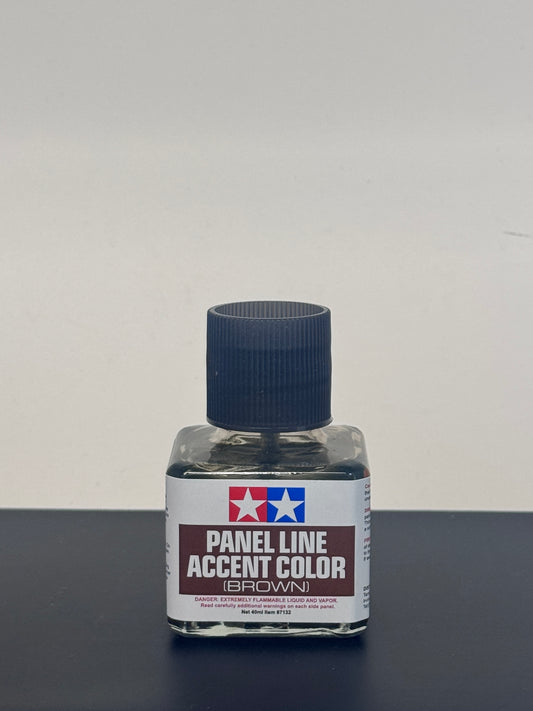 PANEL LINE
ACCENT COLOR
(BROWN)
DANGER: EXTREMELY FLAMMABLE LIQUID AND VAPOR.
Read carefully additional warnings on each side panel.
Net 40ml Item 87132